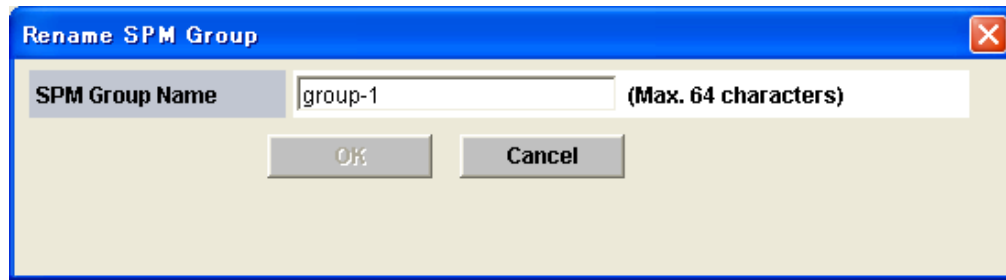 Rename SPM Group
SPM Group Name group-1 (Max. 64 characters)
OK Cancel